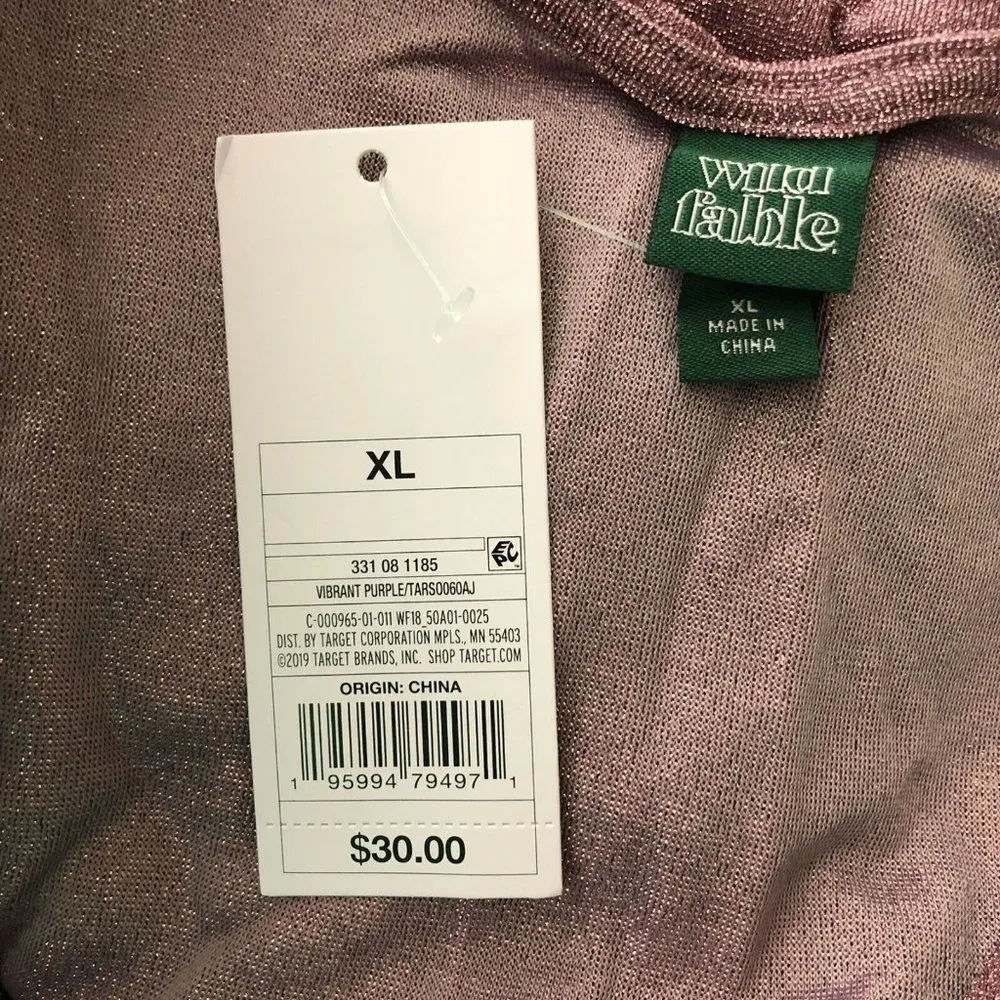 wild
fable
XL
MADE IN
CHINA
XL
EPC
331 08 1185
VIBRANT PURPLE/TARS0060AJ
C-000965-01-011 WF18_50A01-0025
DIST. BY TARGET CORPORATION MPLS., MN 55403
©2019 TARGET BRANDS, INC. SHOP TARGET.COM
ORIGIN: CHINA
1 95994 79497 1
$30.00